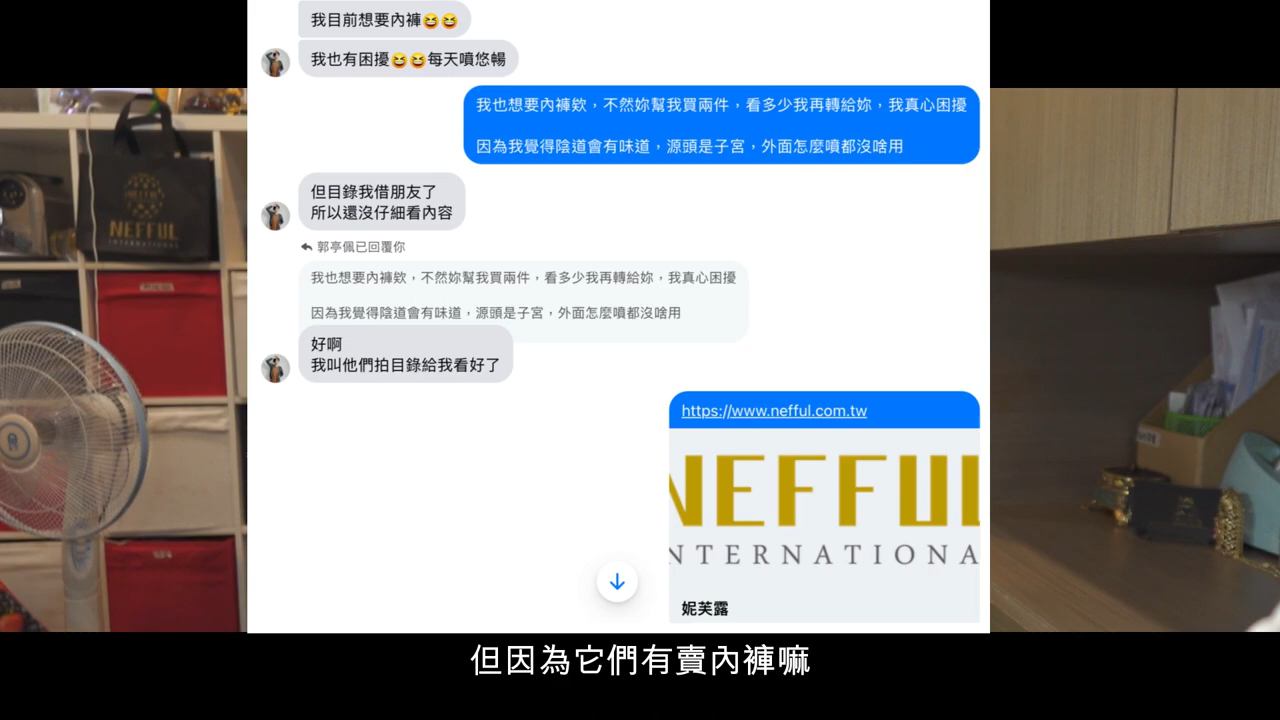 我目前想要內褲😆😆
我也有困擾😆😆每天噴悠暢
我也想要內褲欸，不然妳幫我買兩件，看多少我再轉給妳，我真心困擾
因為我覺得陰道會有味道，源頭是子宮，外面怎麼噴都沒啥用
但目錄我借朋友了
所以還沒仔細看內容
郭亭佩已回覆你
我也想要內褲欸，不然妳幫我買兩件，看多少我再轉給妳，我真心困擾
因為我覺得陰道會有味道，源頭是子宮，外面怎麼噴都沒啥用
好啊
我叫他們拍目錄給我看好了
https://www.nefful.com.tw
NEFFUL
INTERNATIONA
妮芙露
NEFFUL
INTERNATIONAL
但因為它們有賣內褲嘛